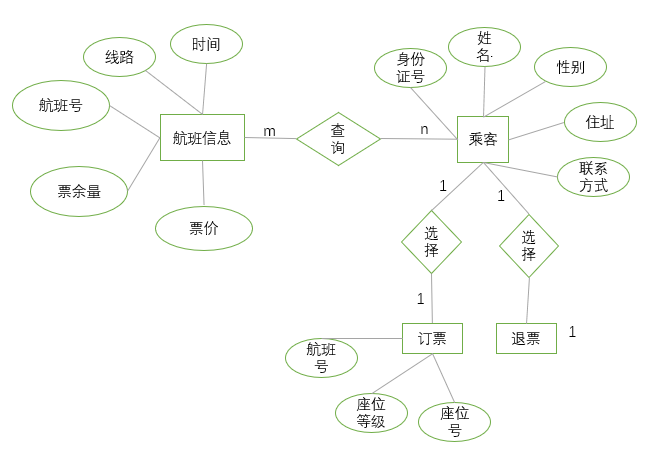 时间
线路
航班号
航班信息
票余量
票价
m
查
询
n
身份
证号
姓
名.
性别
住址
乘客
联系
方式
1
1
选
择
选
择
1
订票
退票
1
航班
号
座位
等级
座位
号